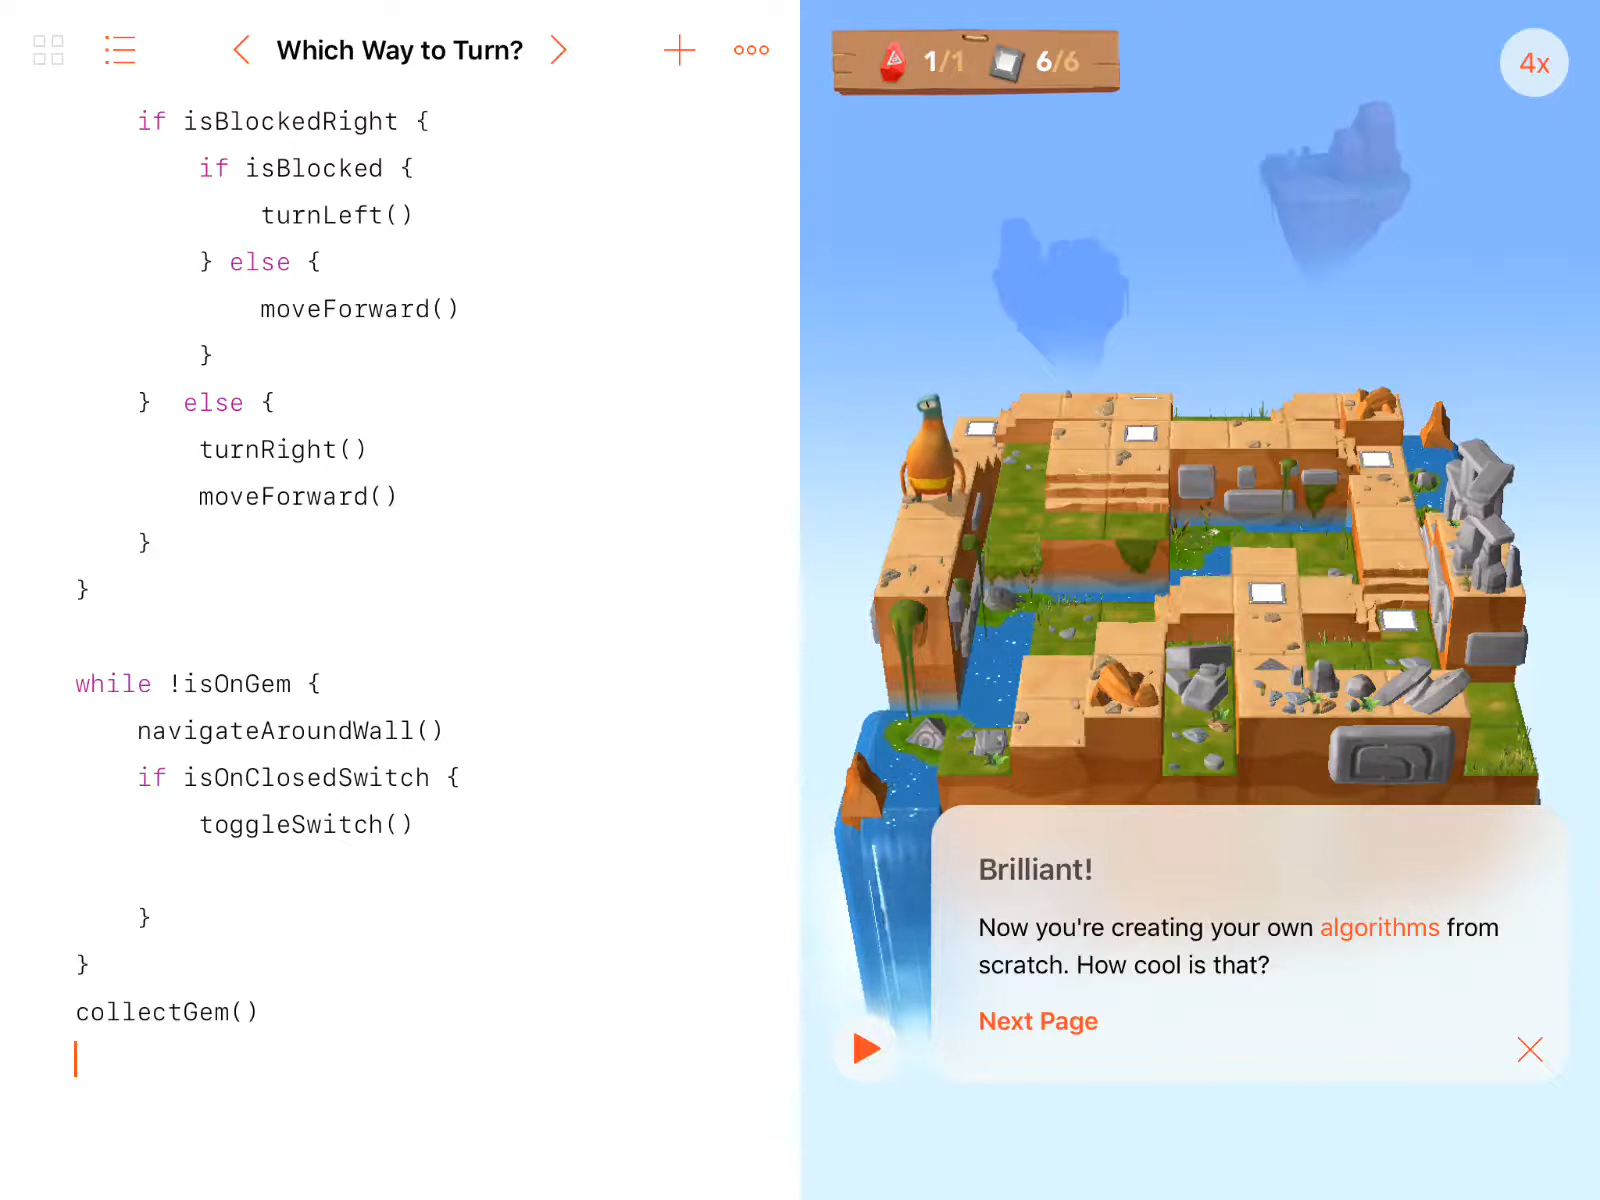 Which Way to Turn?
if isBlockedRight {
if isBlocked {
turnLeft()
} else {
moveForward()
}
} else {
turnRight()
moveForward()
}
}
while !isOnGem {
navigateAroundWall()
if isOnClosedSwitch {
toggleSwitch()
}
}
collectGem()
1/1 6/6
4x
Brilliant!
Now you're creating your own algorithms from
scratch. How cool is that?
Next Page